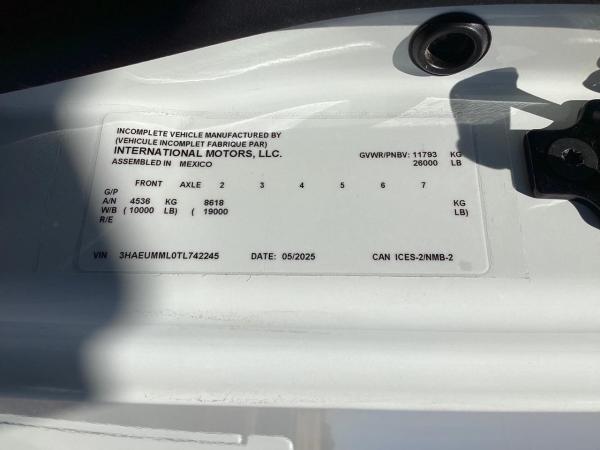 INCOMPLETE VEHICLE MANUFACTURED BY
(VEHICULE INCOMPLET FABRIQUE PAR)
INTERNATIONAL MOTORS, LLC. GVWR/PNBV: 11793 KG
ASSEMBLED IN MEXICO 26000 LB
FRONT AXLE 2 3 4 5 6 7
G/P
A/N 4536 KG 8618 KG
W/B ( 10000 LB) ( 19000 LB)
R/E
VIN 3HAEUMML0TL742245 DATE: 05/2025 CAN ICES-2/NMB-2